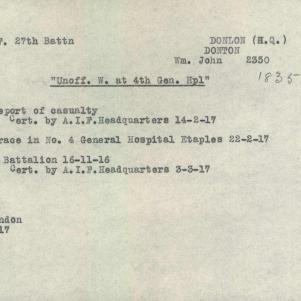 F. 27th Battn DONLON (H.Q.)
DONTON
Wm. John 2350
"Unoff. W. at 4th Gen. Hpl" 1835
eport of casualty
Cert. by A.I.F.Headquarters 14-2-17
race in No. 4 General Hospital Etaples 22-2-17
Battalion 16-11-16
Cert. by A.I.F.Headquarters 3-3-17
ndon
17